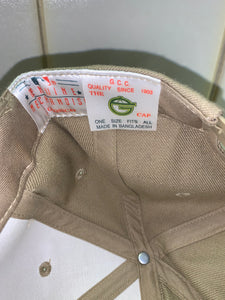 G.C.C.
QUALITY SINCE 1903
THE
CAP
ONE SIZE FITS ALL
MADE IN BANGLADESH